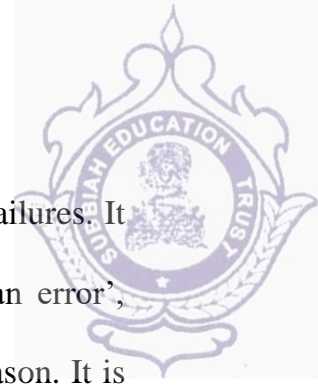 EDUCATION TRUST
ailures. It
an error’,
ason. It is